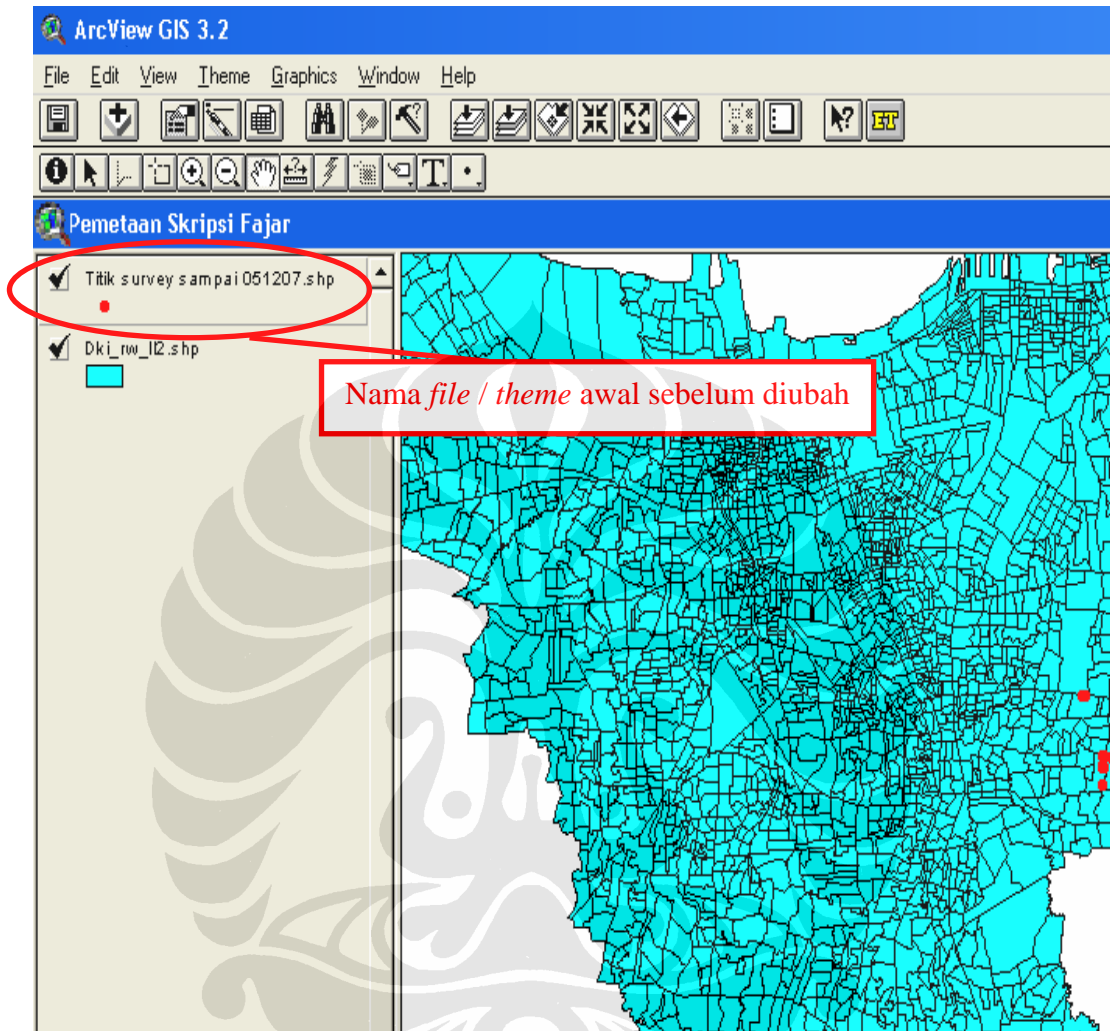 ArcView GIS 3.2
File Edit View Theme Graphics Window Help
ET
Pemetaan Skripsi Fajar
Titik survey sampai 051207.shp
Dki_rw_ll2.shp
Nama file / theme awal sebelum diubah